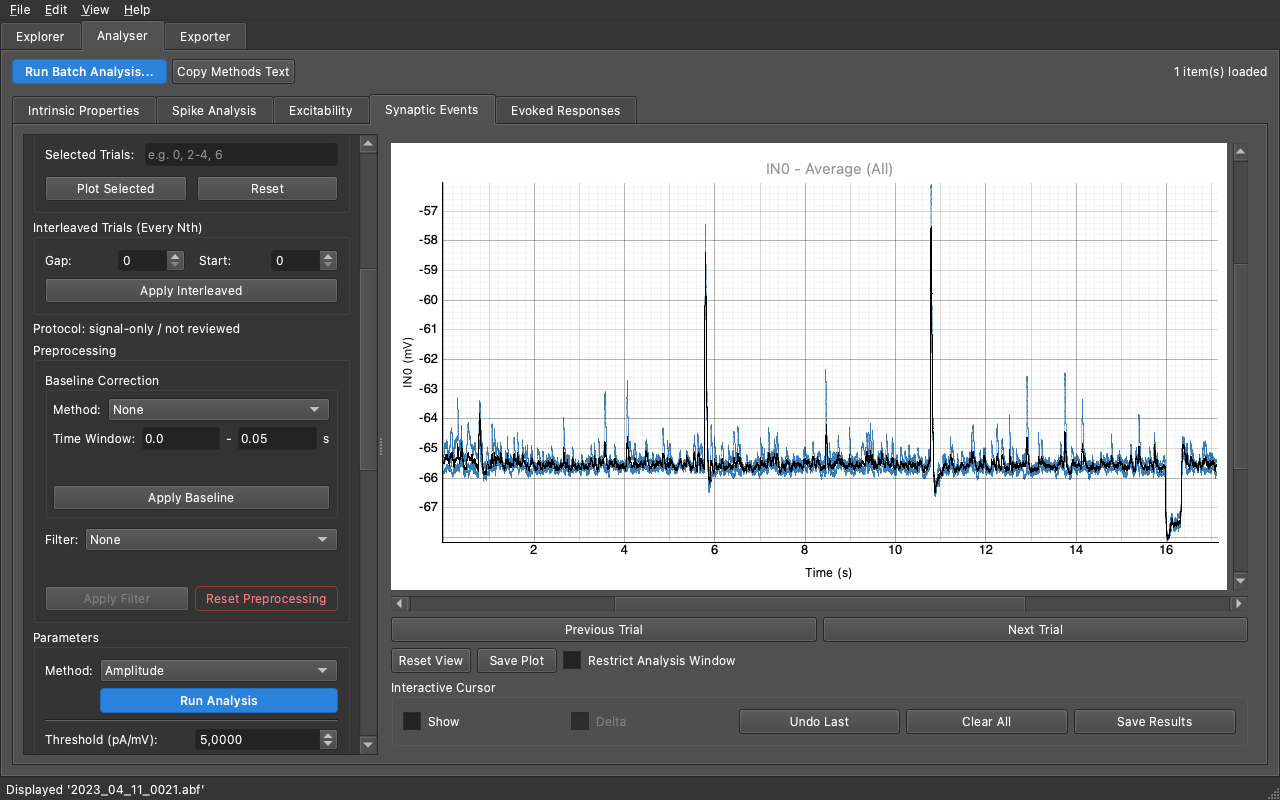 File Edit View Help
Explorer Analyser Exporter
Run Batch Analysis... Copy Methods Text 1 item(s) loaded
Intrinsic Properties Spike Analysis Excitability Synaptic Events Evoked Responses
Selected Trials: e.g. 0, 2-4, 6
Plot Selected Reset
Interleaved Trials (Every Nth)
Gap: 0 Start: 0
Apply Interleaved
Protocol: signal-only / not reviewed
Preprocessing
Baseline Correction
Method: None
Time Window: 0.0 - 0.05 s
Apply Baseline
Filter: None
Apply Filter Reset Preprocessing
Parameters
Method: Amplitude
Run Analysis
Threshold (pA/mV): 5,0000
IN0 - Average (All)
IN0 (mV)
-57
-58
-59
-60
-61
-62
-63
-64
-65
-66
-67
2 4 6 8 10 12 14 16
Time (s)
Previous Trial Next Trial
Reset View Save Plot Restrict Analysis Window
Interactive Cursor
Show Delta Undo Last Clear All Save Results
Displayed '2023_04_11_0021.abf'